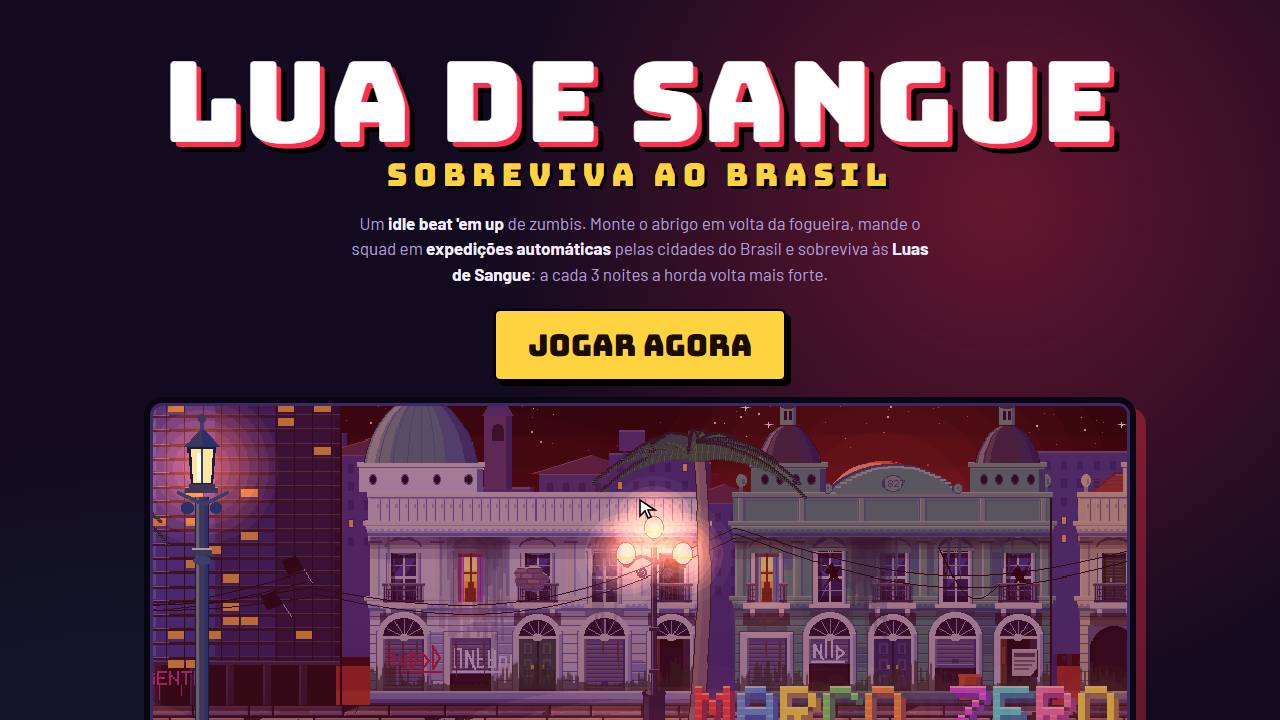 LUA DE SANGUE
SOBREVIVA AO BRASIL
Um idle beat 'em up de zumbis. Monte o abrigo em volta da fogueira, mande o
squad em expedições automáticas pelas cidades do Brasil e sobreviva às Luas
de Sangue: a cada 3 noites a horda volta mais forte.
JOGAR AGORA
827
MARCO ZERO